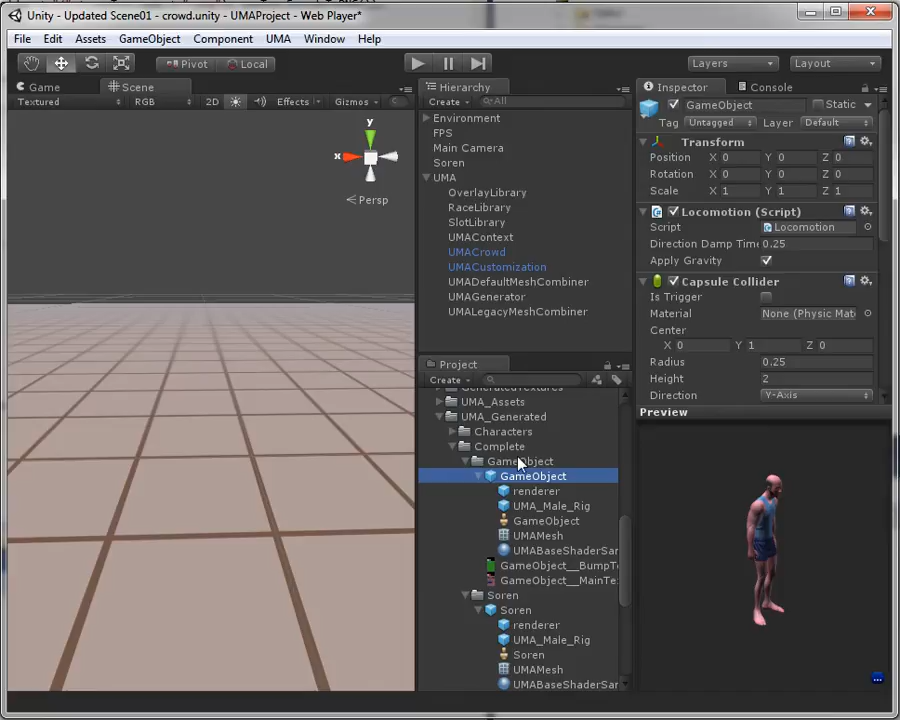 Unity - Updated Scene01 - crowd.unity - UMAProject - Web Player*
File Edit Assets GameObject Component UMA Window Help
Pivot Local Layers Layout
Game Scene
Textured RGB 2D Effects Gizmos
y
x
Persp
Hierarchy
Create All
Environment
FPS
Main Camera
Soren
UMA
OverlayLibrary
RaceLibrary
SlotLibrary
UMAContext
UMACrowd
UMACustomization
UMADefaultMeshCombiner
UMAGenerator
UMALegacyMeshCombiner
Project
Create
GeneratedTextures
UMA_Assets
UMA_Generated
Characters
Complete
GameObject
GameObject
renderer
UMA_Male_Rig
GameObject
UMAMesh
UMABaseShaderSar
GameObject__BumpTe
GameObject__MainTe
Soren
Soren
renderer
UMA_Male_Rig
Soren
UMAMesh
UMABaseShaderSar
Inspector Console
GameObject Static
Tag Untagged Layer Default
Transform
Position X 0 Y 0 Z 0
Rotation X 0 Y 0 Z 0
Scale X 1 Y 1 Z 1
Locomotion (Script)
Script Locomotion
Direction Damp Time 0.25
Apply Gravity
Capsule Collider
Is Trigger
Material None (Physic Mat
Center
X 0 Y 1 Z 0
Radius 0.25
Height 2
Direction Y-Axis
Preview